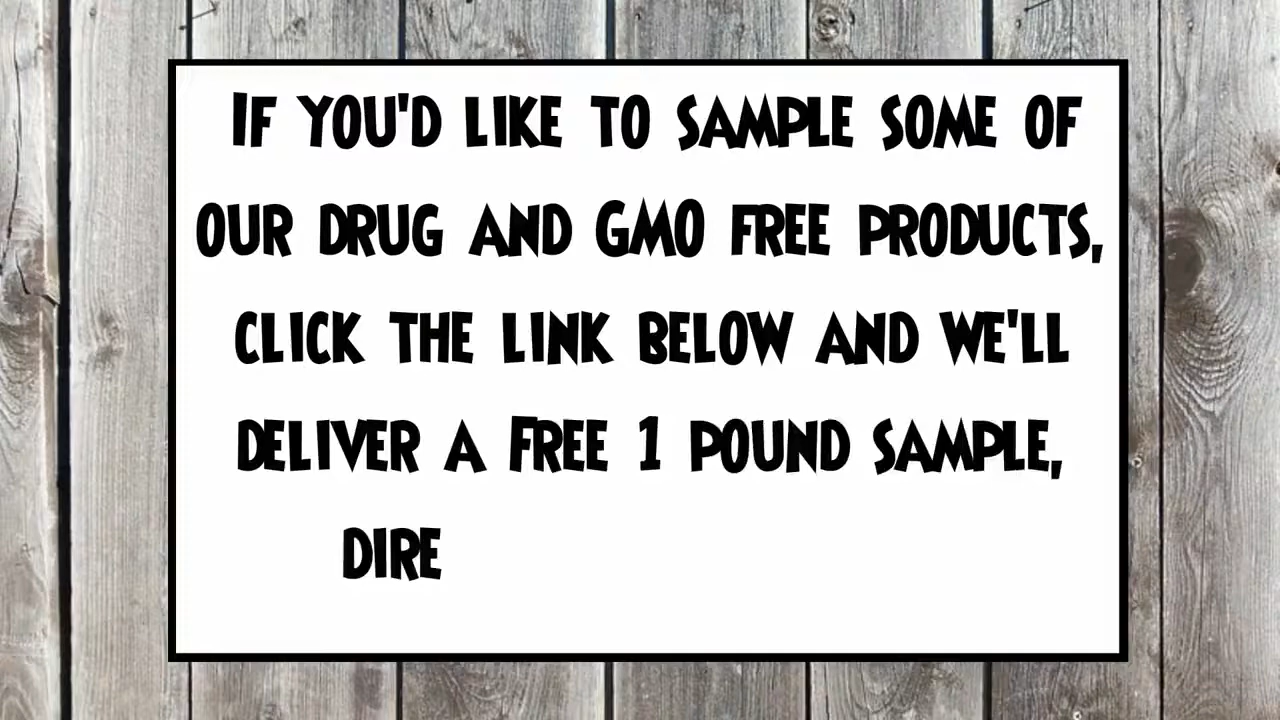 IF YOU'D LIKE TO SAMPLE SOME OF
OUR DRUG AND GMO FREE PRODUCTS,
CLICK THE LINK BELOW AND WE'LL
DELIVER A FREE 1 POUND SAMPLE,
DIRE